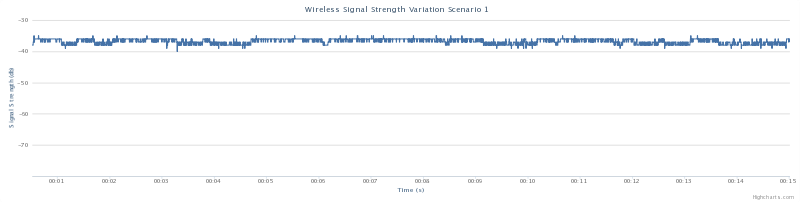 Wireless Signal Strength Variation Scenario 1
-30
-40
-50
-60
-70
Signal Strength (db)
00:01 00:02 00:03 00:04 00:05 00:06 00:07 00:08 00:09 00:10 00:11 00:12 00:13 00:14 00:15
Time (s)
Highcharts.com